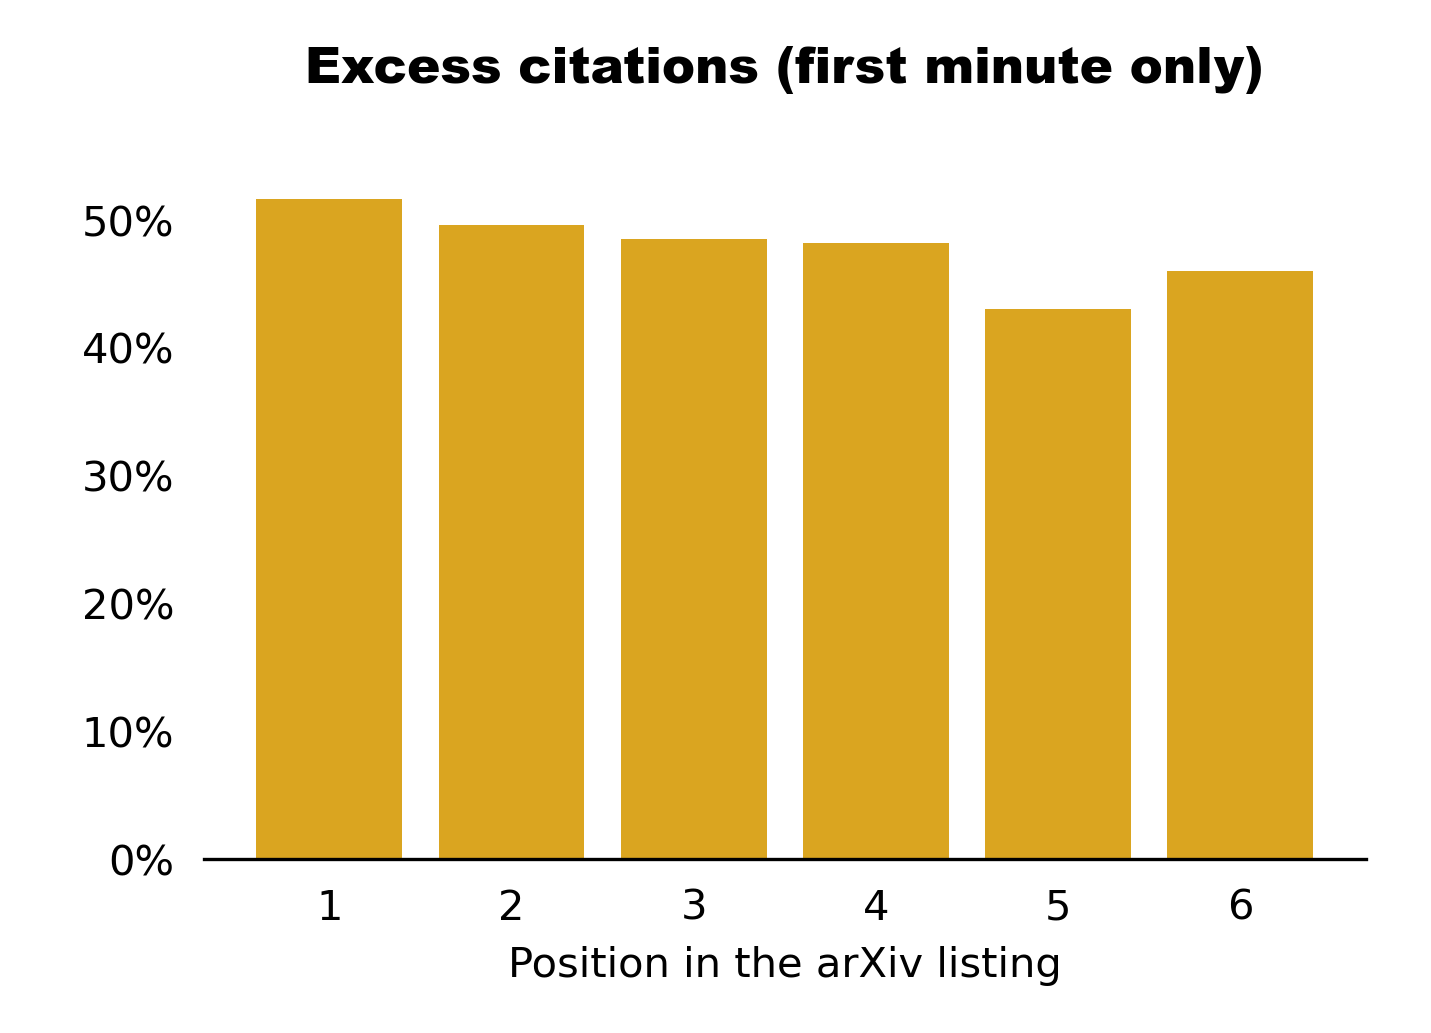 Excess citations (first minute only)
50%
40%
30%
20%
10%
0%
1 2 3 4 5 6
Position in the arXiv listing